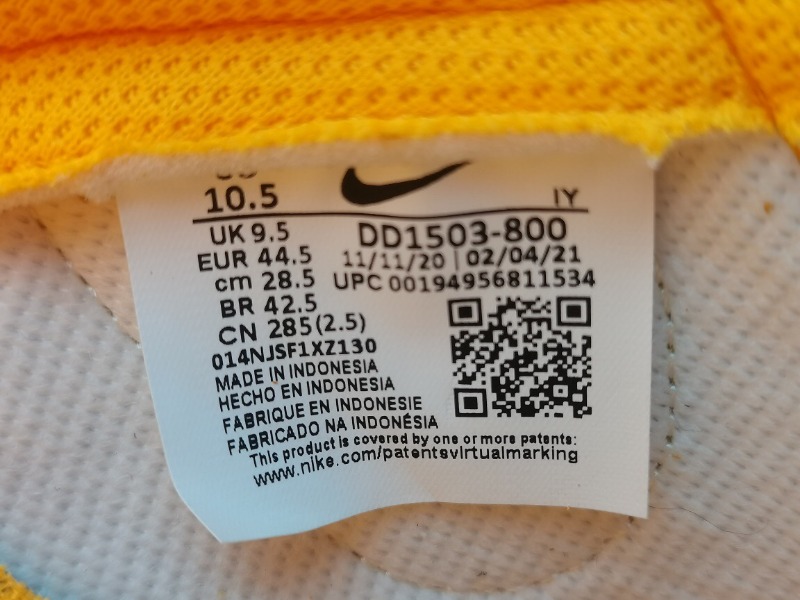 10.5 IY
UK 9.5 DD1503-800
EUR 44.5 11/11/20 | 02/04/21
cm 28.5 UPC 00194956811534
BR 42.5
CN 285(2.5)
014NJSF1XZ130
MADE IN INDONESIA
HECHO EN INDONESIA
FABRIQUE EN INDONESIE
FABRICADO NA INDONÉSIA
This product is covered by one or more patents:
www.nike.com/patentsvirtualmarking